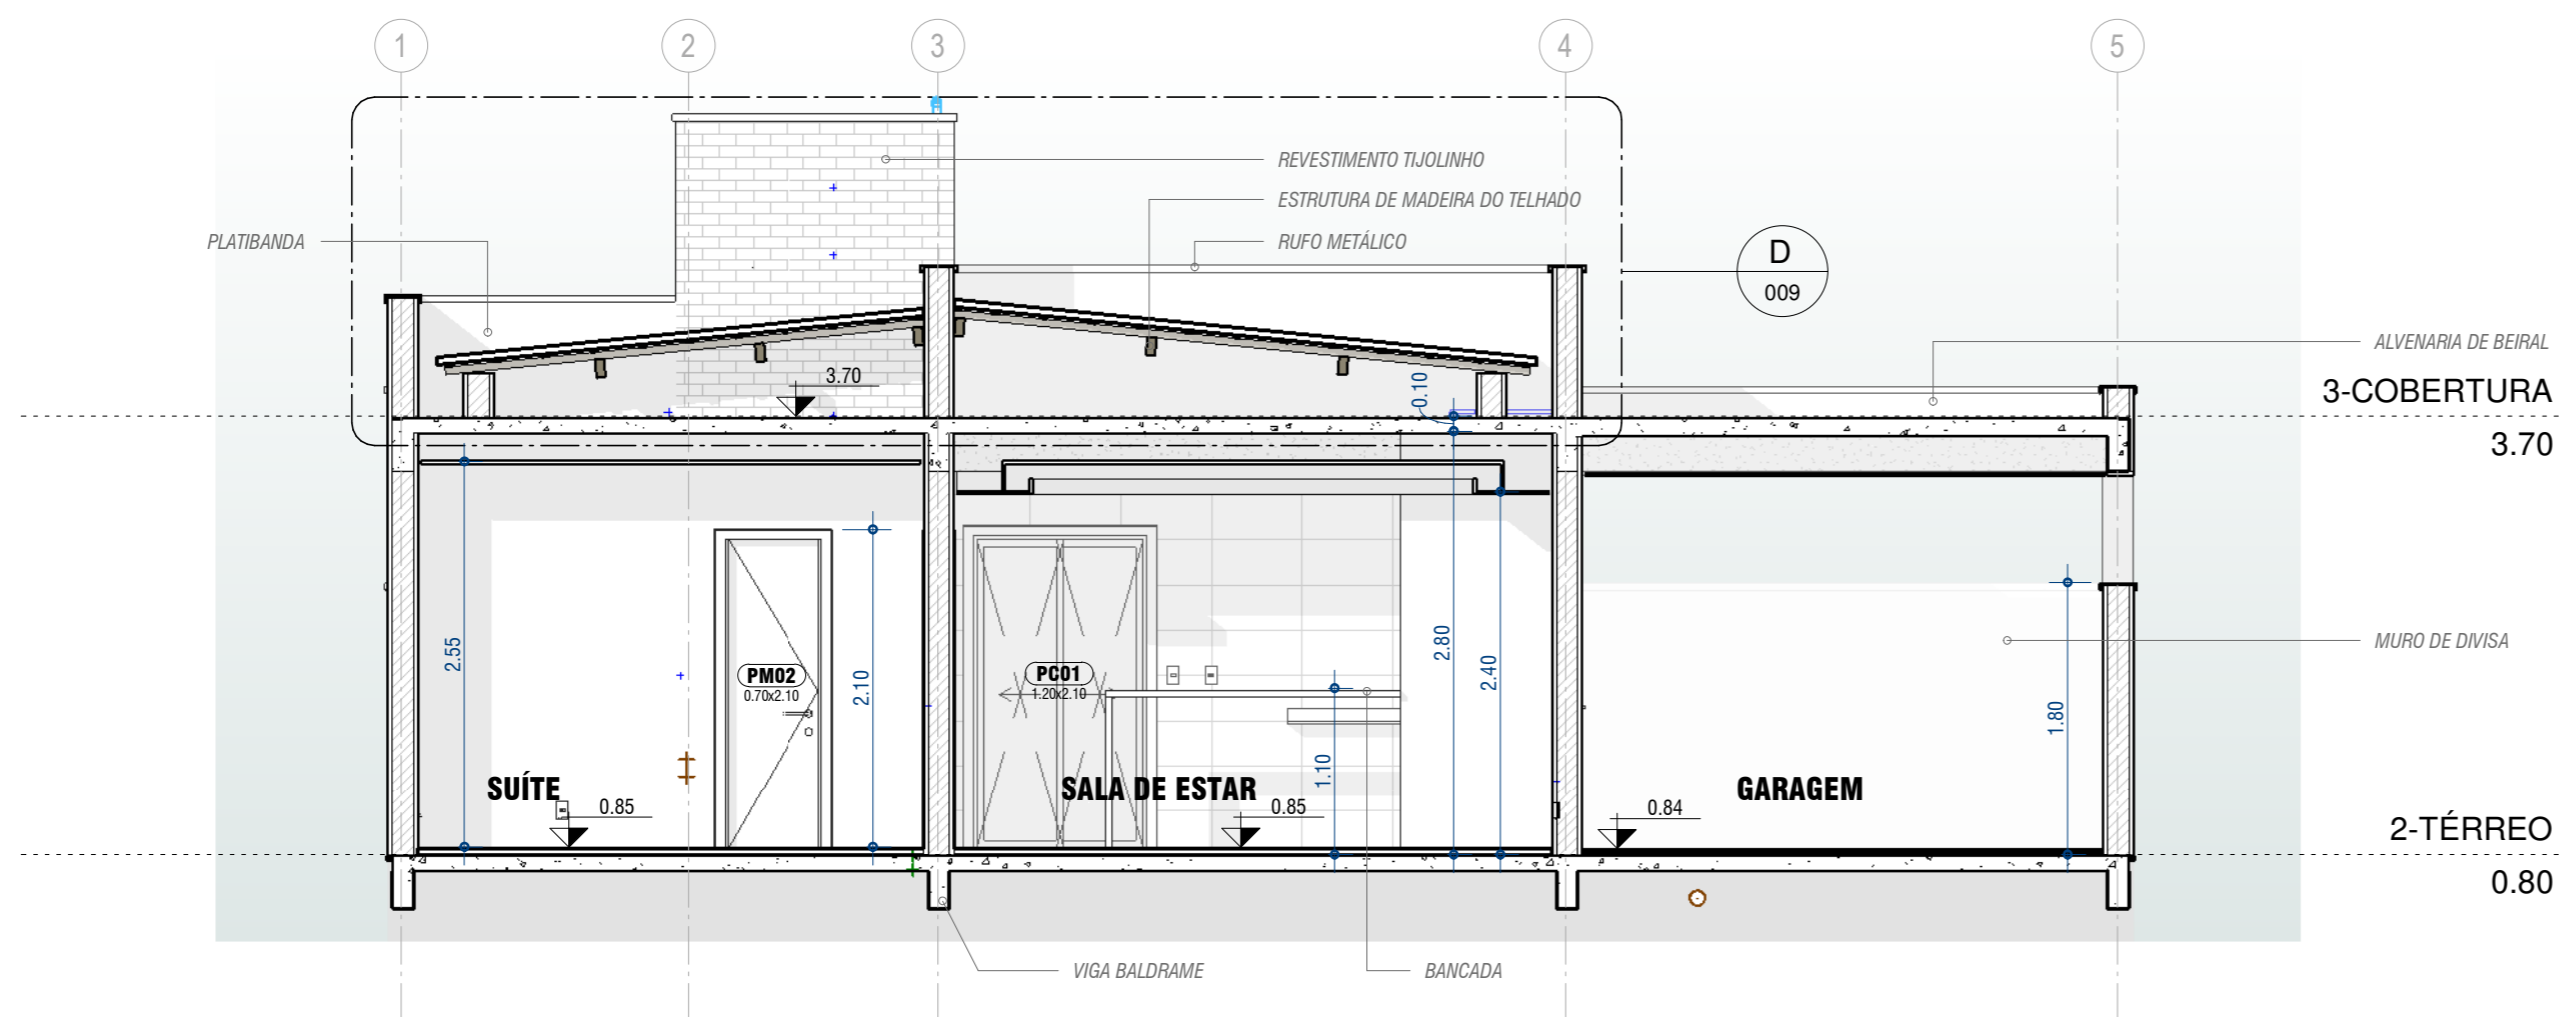 1
2
3
4
5
REVESTIMENTO TIJOLINHO
ESTRUTURA DE MADEIRA DO TELHADO
PLATIBANDA
RUFO METÁLICO
D
009
ALVENARIA DE BEIRAL
3.70
0.10
3-COBERTURA
3.70
2.55
PM02
0.70x2.10
2.10
PC01
1.20x2.10
2.80
2.40
1.80
MURO DE DIVISA
1.10
SUÍTE
SALA DE ESTAR
GARAGEM
0.85
0.85
0.84
2-TÉRREO
0.80
VIGA BALDRAME
BANCADA